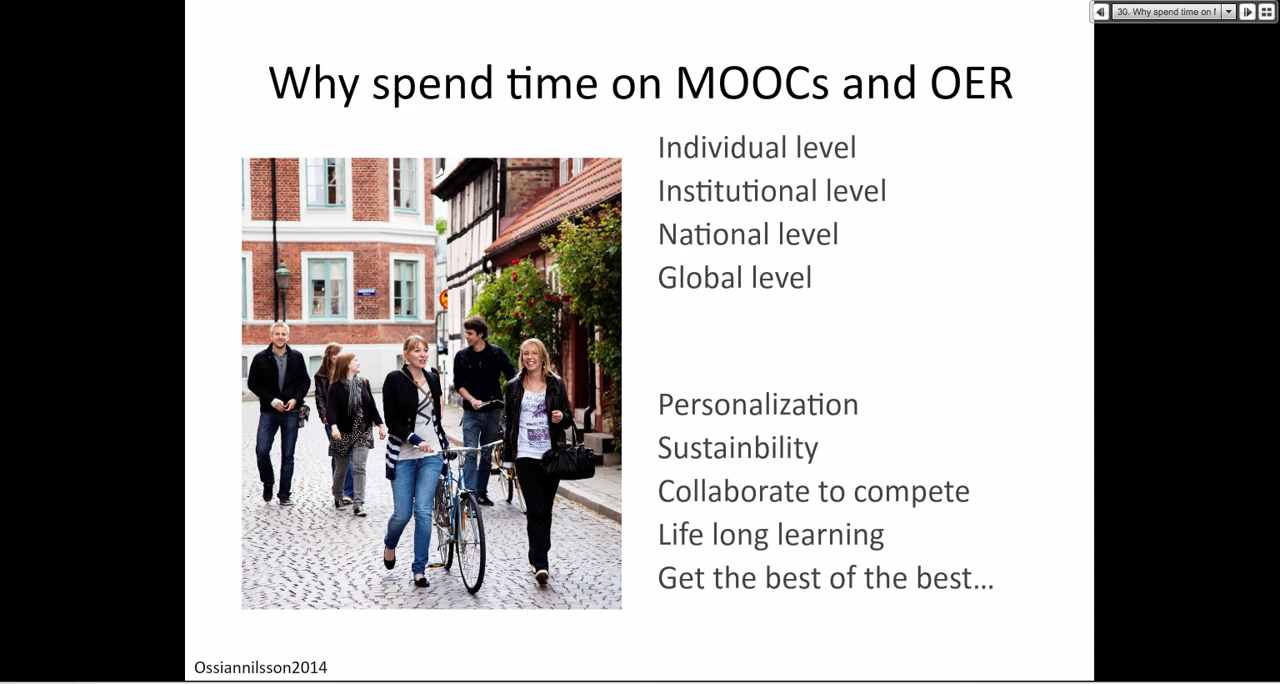 30. Why spend time on
Why spend time on MOOCs and OER
Individual level
Institutional level
National level
Global level
Personalization
Sustainbility
Collaborate to compete
Life long learning
Get the best of the best...
Ossiannilsson2014